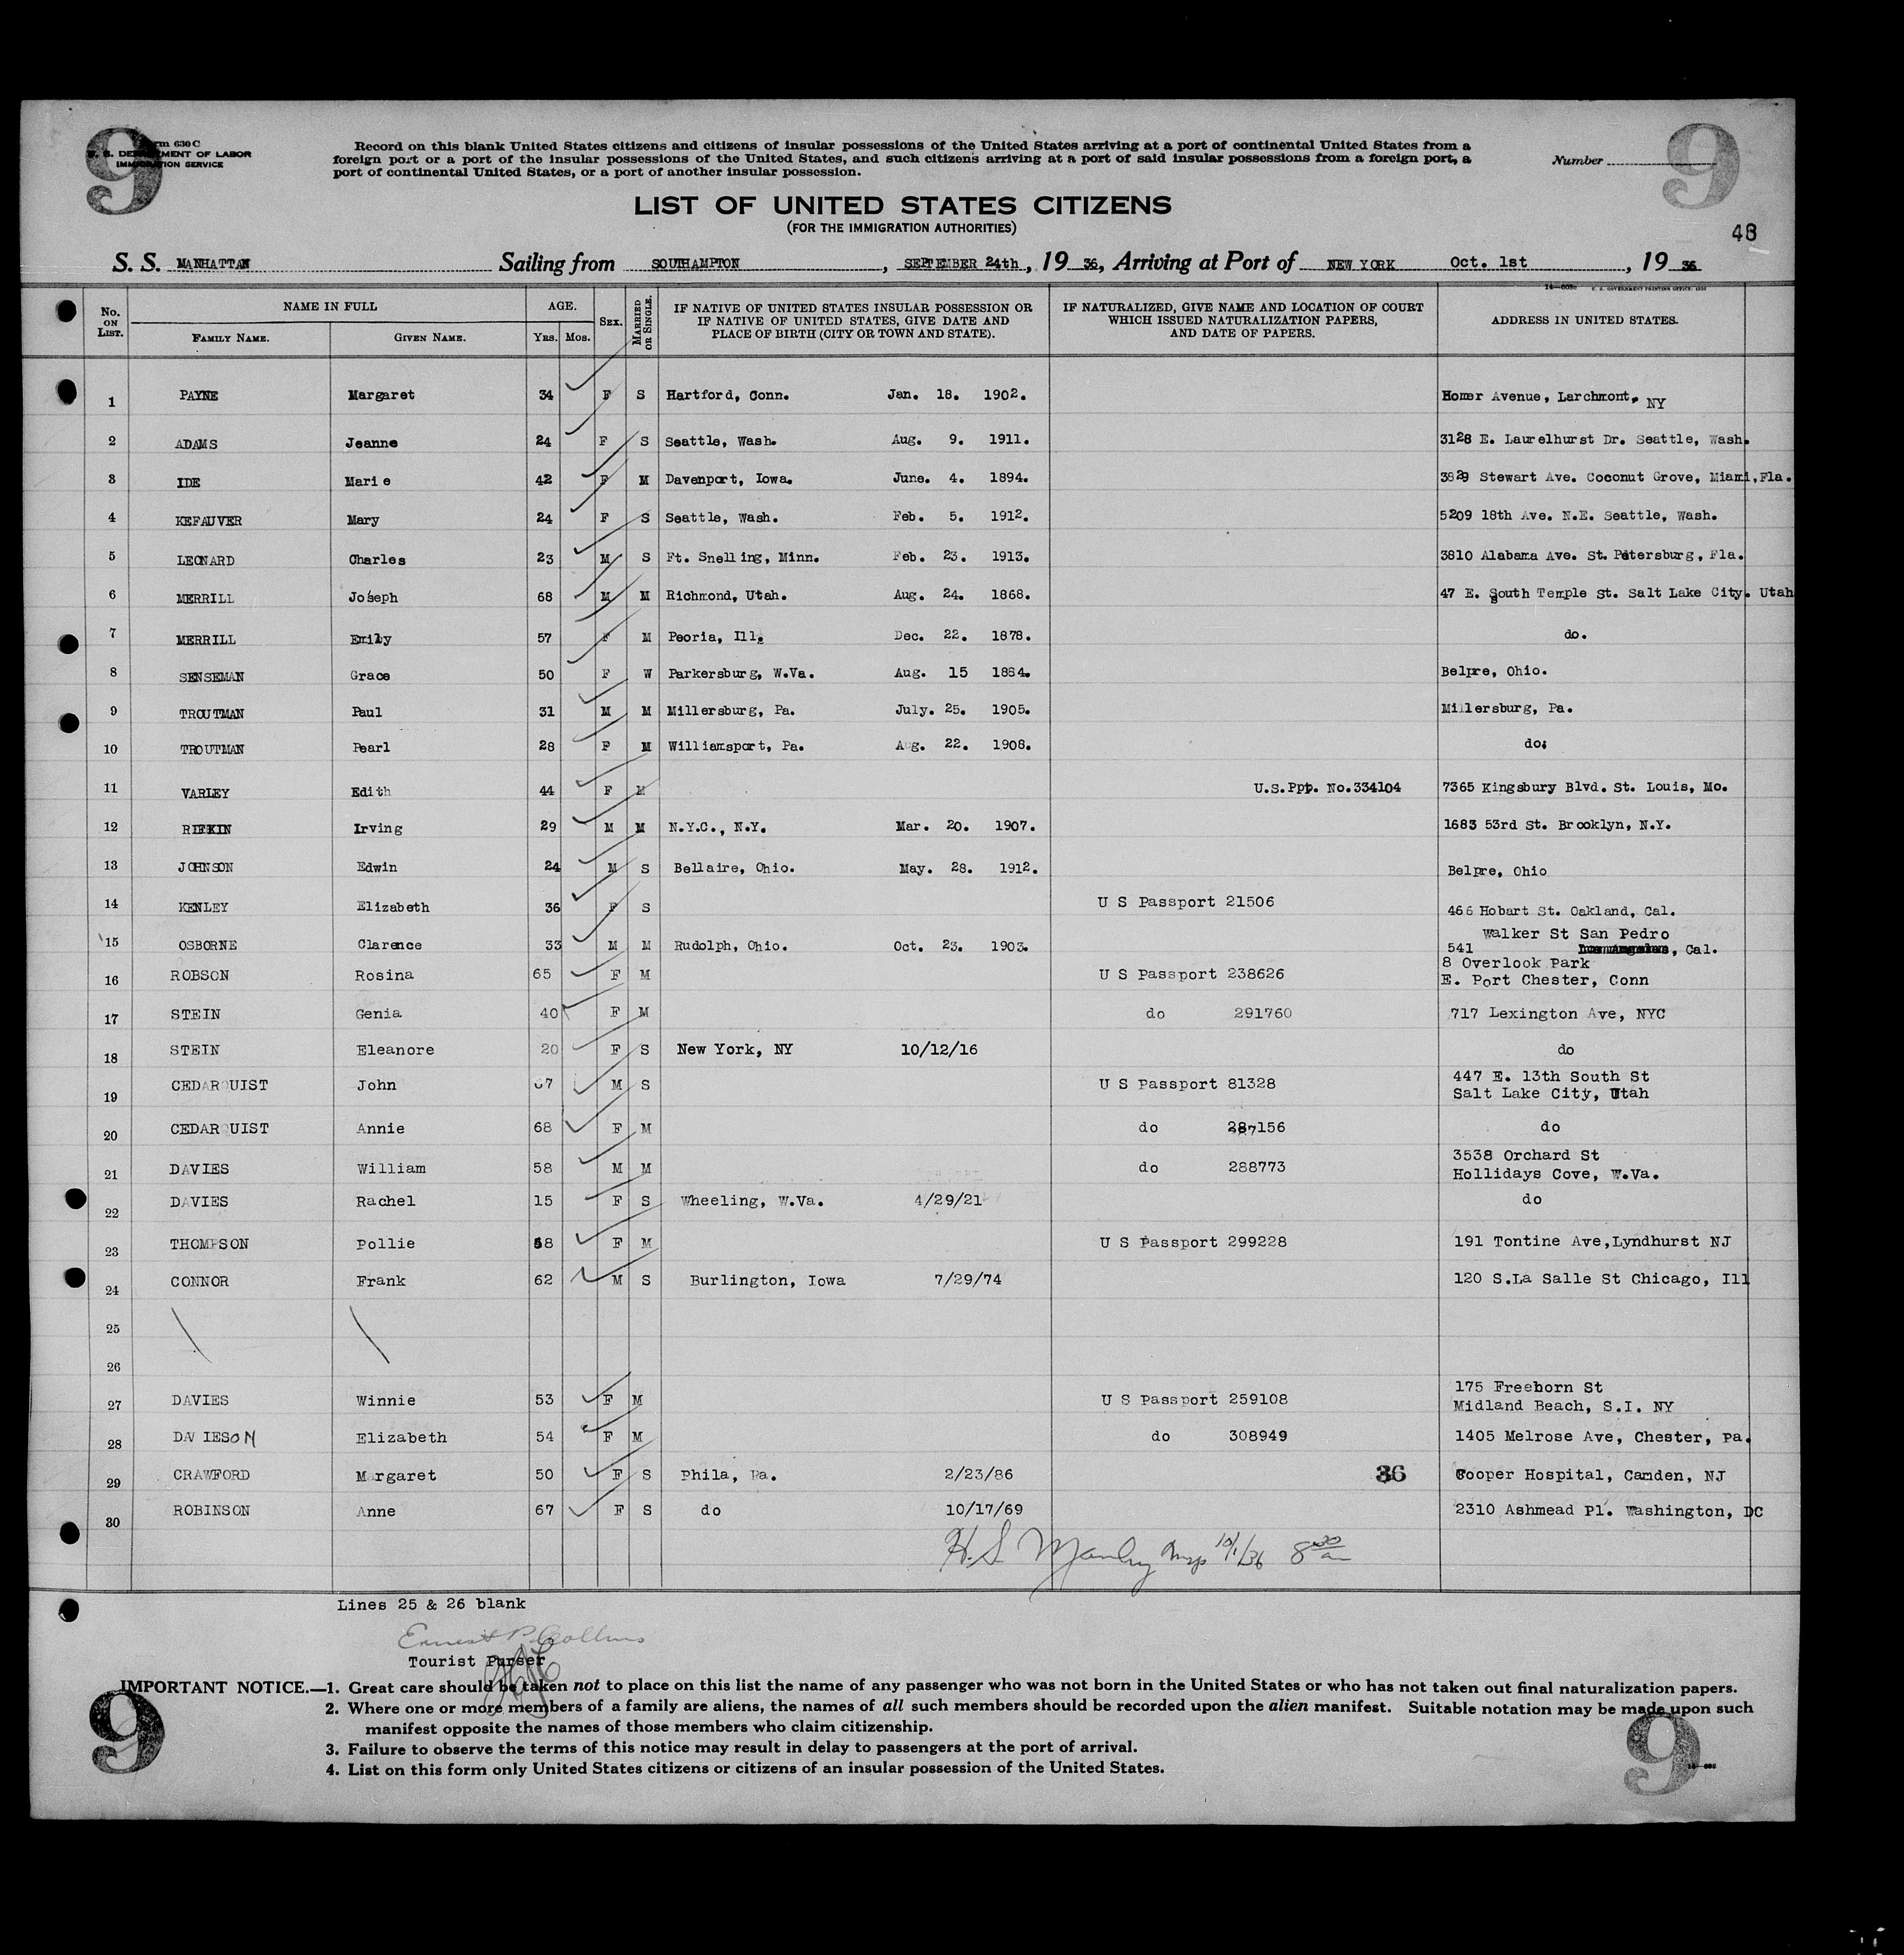 9
Form 630 C
U. S. DEPARTMENT OF LABOR
IMMIGRATION SERVICE
Record on this blank United States citizens and citizens of insular possessions of the United States arriving at a port of continental United States from a
foreign port or a port of the insular possessions of the United States, and such citizens arriving at a port of said insular possessions from a foreign port, a
port of continental United States, or a port of another insular possession.
Number
9
LIST OF UNITED STATES CITIZENS
(FOR THE IMMIGRATION AUTHORITIES)
48
S. S. MANHATTAN Sailing from SOUTHAMPTON, SEPTEMBER 24th, 1936, Arriving at Port of NEW YORK Oct. 1st, 1936
No. ON LIST. NAME IN FULL FAMILY NAME. GIVEN NAME. AGE. YRS. MOS. SEX. MARRIED OR SINGLE. IF NATIVE OF UNITED STATES INSULAR POSSESSION OR IF NATIVE OF UNITED STATES, GIVE DATE AND PLACE OF BIRTH (CITY OR TOWN AND STATE). IF NATURALIZED, GIVE NAME AND LOCATION OF COURT WHICH ISSUED NATURALIZATION PAPERS, AND DATE OF PAPERS. ADDRESS IN UNITED STATES.
1 PAYNE Margaret 34 F S Hartford, Conn. Jan. 18. 1902. Homer Avenue, Larchmont, NY
2 ADAMS Jeanne 24 F S Seattle, Wash. Aug. 9. 1911. 3128 E. Laurelhurst Dr. Seattle, Wash.
3 IDE Marie 42 F M Davenport, Iowa. June. 4. 1894. 3829 Stewart Ave. Coconut Grove, Miami, Fla.
4 KEFAUVER Mary 24 F S Seattle, Wash. Feb. 5. 1912. 5209 18th Ave. N.E. Seattle, Wash.
5 LEONARD Charles 23 M S Ft. Snelling, Minn. Feb. 23. 1913. 3810 Alabama Ave. St. Petersburg, Fla.
6 MERRILL Joseph 68 M M Richmond, Utah. Aug. 24. 1868. 47 E. South Temple St. Salt Lake City. Utah
7 MERRILL Emily 57 F M Peoria, Ill. Dec. 22. 1878. do.
8 SENSEMAN Grace 50 F W Parkersburg, W.Va. Aug. 15 1884. Belpre, Ohio.
9 TROUTMAN Paul 31 M M Millersburg, Pa. July. 25. 1905. Millersburg, Pa.
10 TROUTMAN Pearl 28 F M Williamsport, Pa. Aug. 22. 1908. do.
11 VARLEY Edith 44 F M U.S.Ppt. No.334104 7365 Kingsbury Blvd. St. Louis, Mo.
12 RIFKIN Irving 29 M M N.Y.C., N.Y. Mar. 20. 1907. 1683 53rd St. Brooklyn, N.Y.
13 JOHNSON Edwin 24 M S Bellaire, Ohio. May. 28. 1912. Belpre, Ohio
14 KENLEY Elizabeth 36 F S U S Passport 21506 466 Hobart St. Oakland, Cal.
15 OSBORNE Clarence 33 M M Rudolph, Ohio. Oct. 23. 1903. Walker St San Pedro
541 Los Angeles, Cal.
16 ROBSON Rosina 65 F M U S Passport 238626 8 Overlook Park
E. Port Chester, Conn
17 STEIN Genia 40 F M do 291760 717 Lexington Ave, NYC
18 STEIN Eleanore 20 F S New York, NY 10/12/16 do
19 CEDARQUIST John 67 M S U S Passport 81328 447 E. 13th South St
Salt Lake City, Utah
20 CEDARQUIST Annie 68 F M do 287156 do
21 DAVIES William 58 M M do 288773 3538 Orchard St
Hollidays Cove, W.Va.
22 DAVIES Rachel 15 F S Wheeling, W.Va. 4/29/21 do
23 THOMPSON Pollie 58 F M U S Passport 299228 191 Tontine Ave,Lyndhurst NJ
24 CONNOR Frank 62 M S Burlington, Iowa 7/29/74 120 S.La Salle St Chicago, Ill
25
26
27 DAVIES Winnie 53 F M U S Passport 259108 175 Freeborn St
Midland Beach, S.I. NY
28 DAVIESON Elizabeth 54 F M do 308949 1405 Melrose Ave, Chester, Pa.
29 CRAWFORD Margaret 50 F S Phila, Pa. 2/23/86 36 Cooper Hospital, Camden, NJ
30 ROBINSON Anne 67 F S do 10/17/69 2310 Ashmead Pl. Washington, DC
H. S. Manby Insp 10/1/36 8 30 am
Lines 25 & 26 blank
Ernest P. Collins
Tourist Purser
IMPORTANT NOTICE.—1. Great care should be taken not to place on this list the name of any passenger who was not born in the United States or who has not taken out final naturalization papers.
2. Where one or more members of a family are aliens, the names of all such members should be recorded upon the alien manifest. Suitable notation may be made upon such
manifest opposite the names of those members who claim citizenship.
3. Failure to observe the terms of this notice may result in delay to passengers at the port of arrival.
4. List on this form only United States citizens or citizens of an insular possession of the United States.
9
9